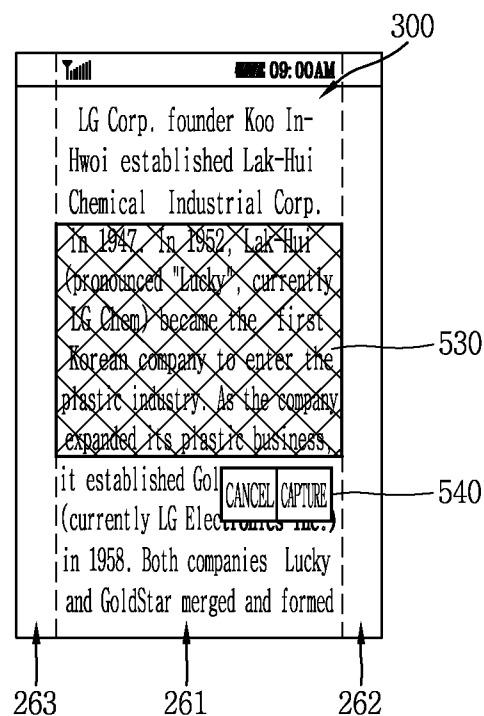 300
09:00AM
LG Corp. founder Koo In-
Hwoi established Lak-Hui
Chemical Industrial Corp.
in 1947. In 1952, Lak-Hui
(pronounced "Lucky", currently
LG Chem) became the first
Korean company to enter the
plastic industry. As the company
expanded its plastic business,
530
it established Gol
CANCEL CAPTURE
540
(currently LG Electronics Inc.)
in 1958. Both companies Lucky
and GoldStar merged and formed
263 261 262